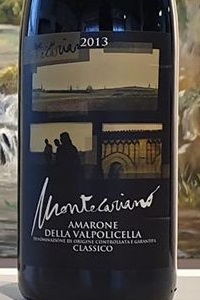 2013
Montecariano
AMARONE
DELLA VALPOLICELLA
DENOMINAZIONE DI ORIGINE CONTROLLATA E GARANTITA
CLASSICO